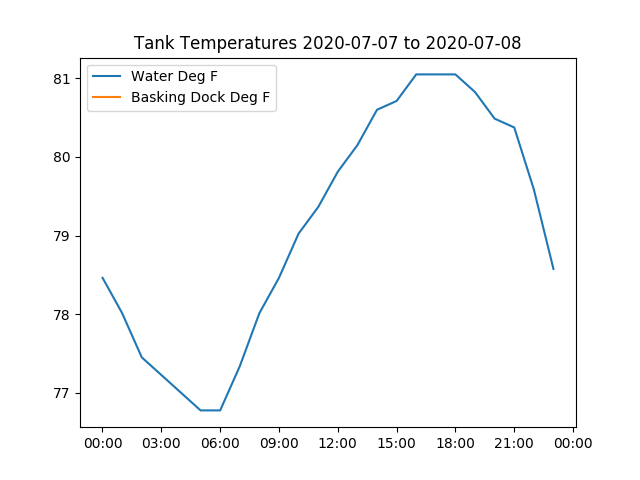 Tank Temperatures 2020-07-07 to 2020-07-08
Water Deg F
Basking Dock Deg F
81
80
79
78
77
00:00 03:00 06:00 09:00 12:00 15:00 18:00 21:00 00:00